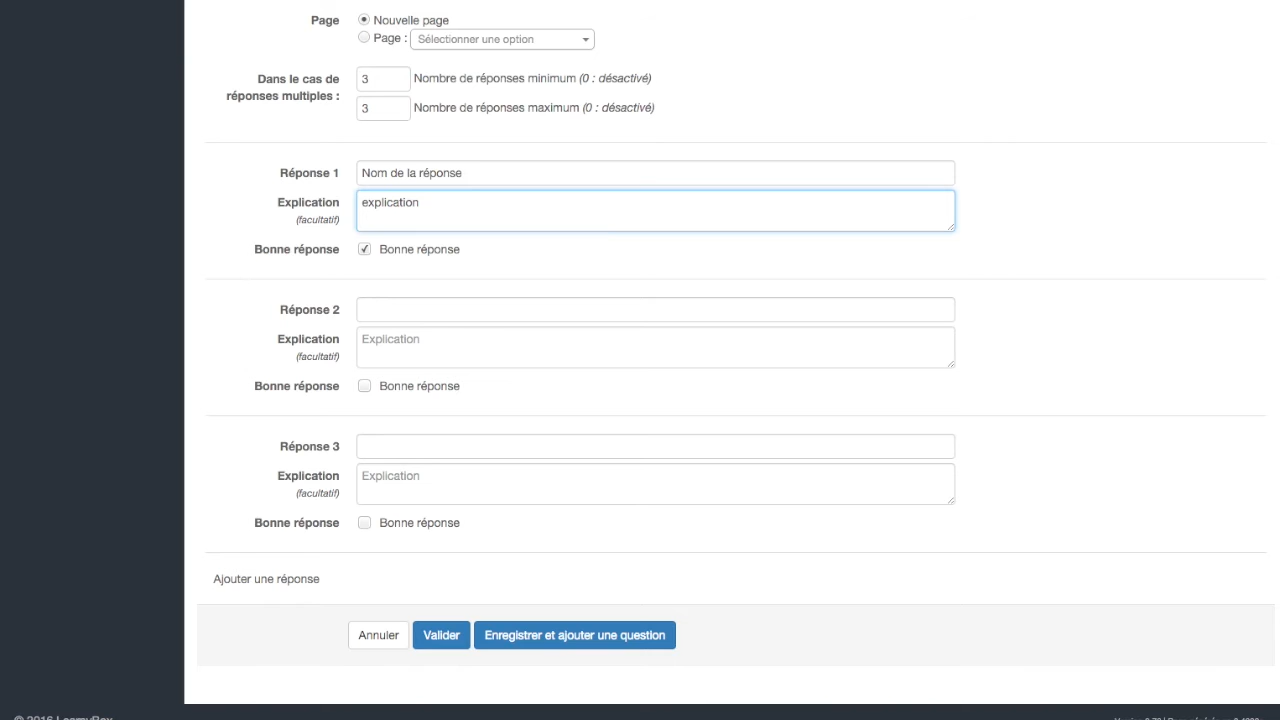 Page
Nouvelle page
Page :
Sélectionner une option
Dans le cas de
réponses multiples :
3
Nombre de réponses minimum (0 : désactivé)
3
Nombre de réponses maximum (0 : désactivé)
Réponse 1
Nom de la réponse
Explication
(facultatif)
explication
Bonne réponse
Bonne réponse
Réponse 2
Explication
(facultatif)
Explication
Bonne réponse
Bonne réponse
Réponse 3
Explication
(facultatif)
Explication
Bonne réponse
Bonne réponse
Ajouter une réponse
Annuler
Valider
Enregistrer et ajouter une question
© 2016